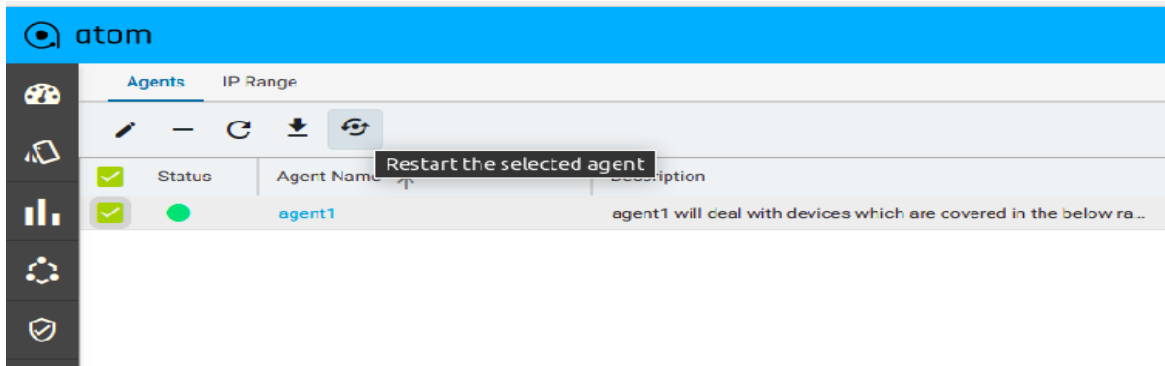 atom
Agents IP Range
Restart the selected agent
Status Agent Name
agent1 agent1 will deal with devices which are covered in the below ra...